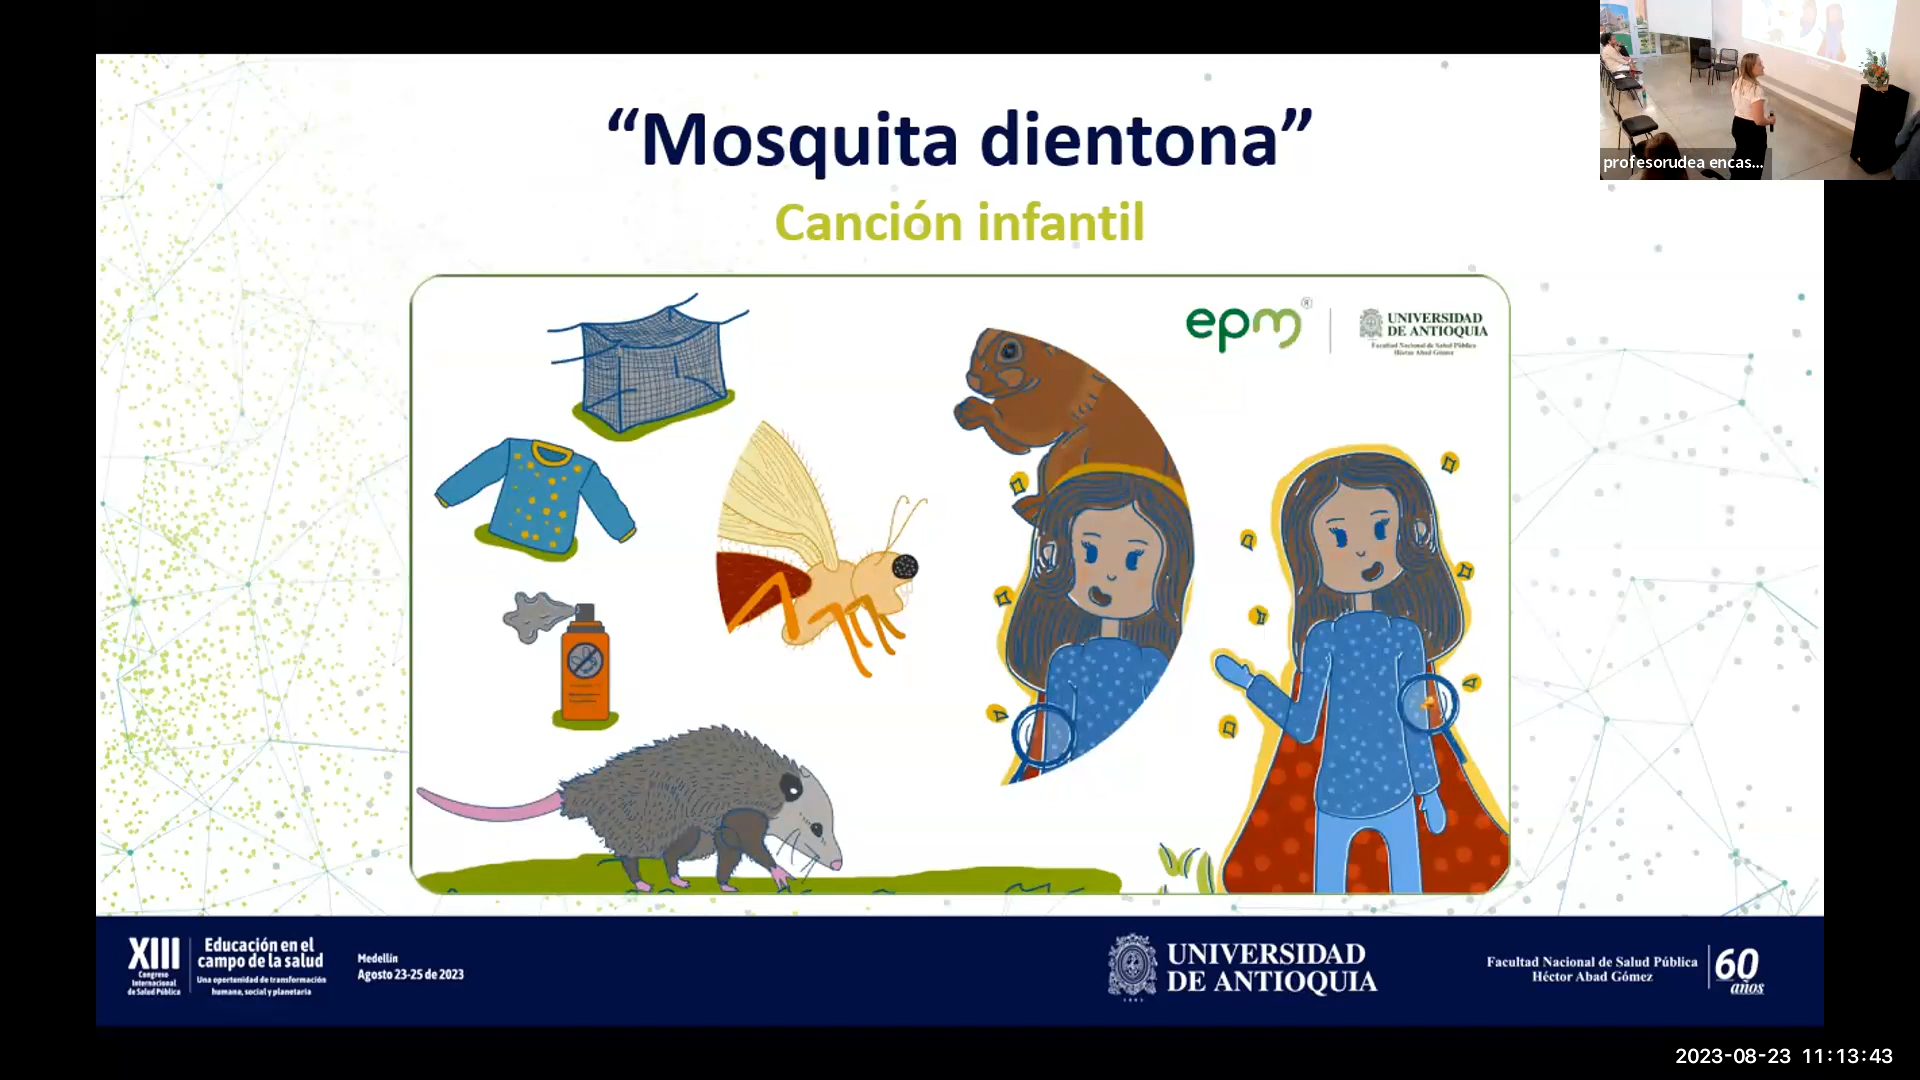 “Mosquita dientona”
Canción infantil
profesorudea encas...
epm®
UNIVERSIDAD
DE ANTIOQUIA
Facultad Nacional de Salud Pública
Héctor Abad Gómez
XIII
Congreso
Internacional
de Salud Pública
Educación en el
campo de la salud
Una oportunidad de transformación
humana, social y planetaria
Medellín
Agosto 23-25 de 2023
UNIVERSIDAD
DE ANTIOQUIA
1803
Facultad Nacional de Salud Pública
Héctor Abad Gómez
60
años
2023-08-23 11:13:43